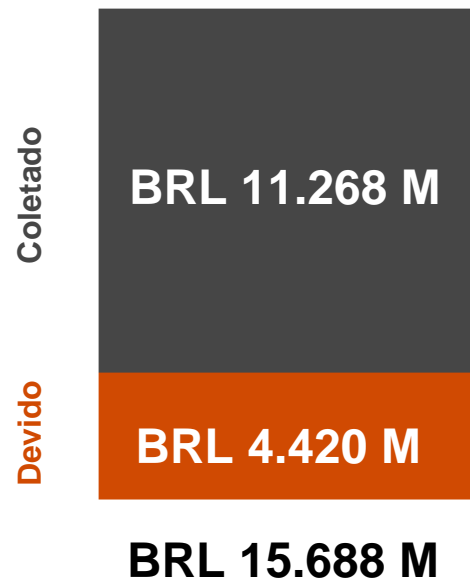 Coletado
BRL 11.268 M
Devido
BRL 4.420 M
BRL 15.688 M